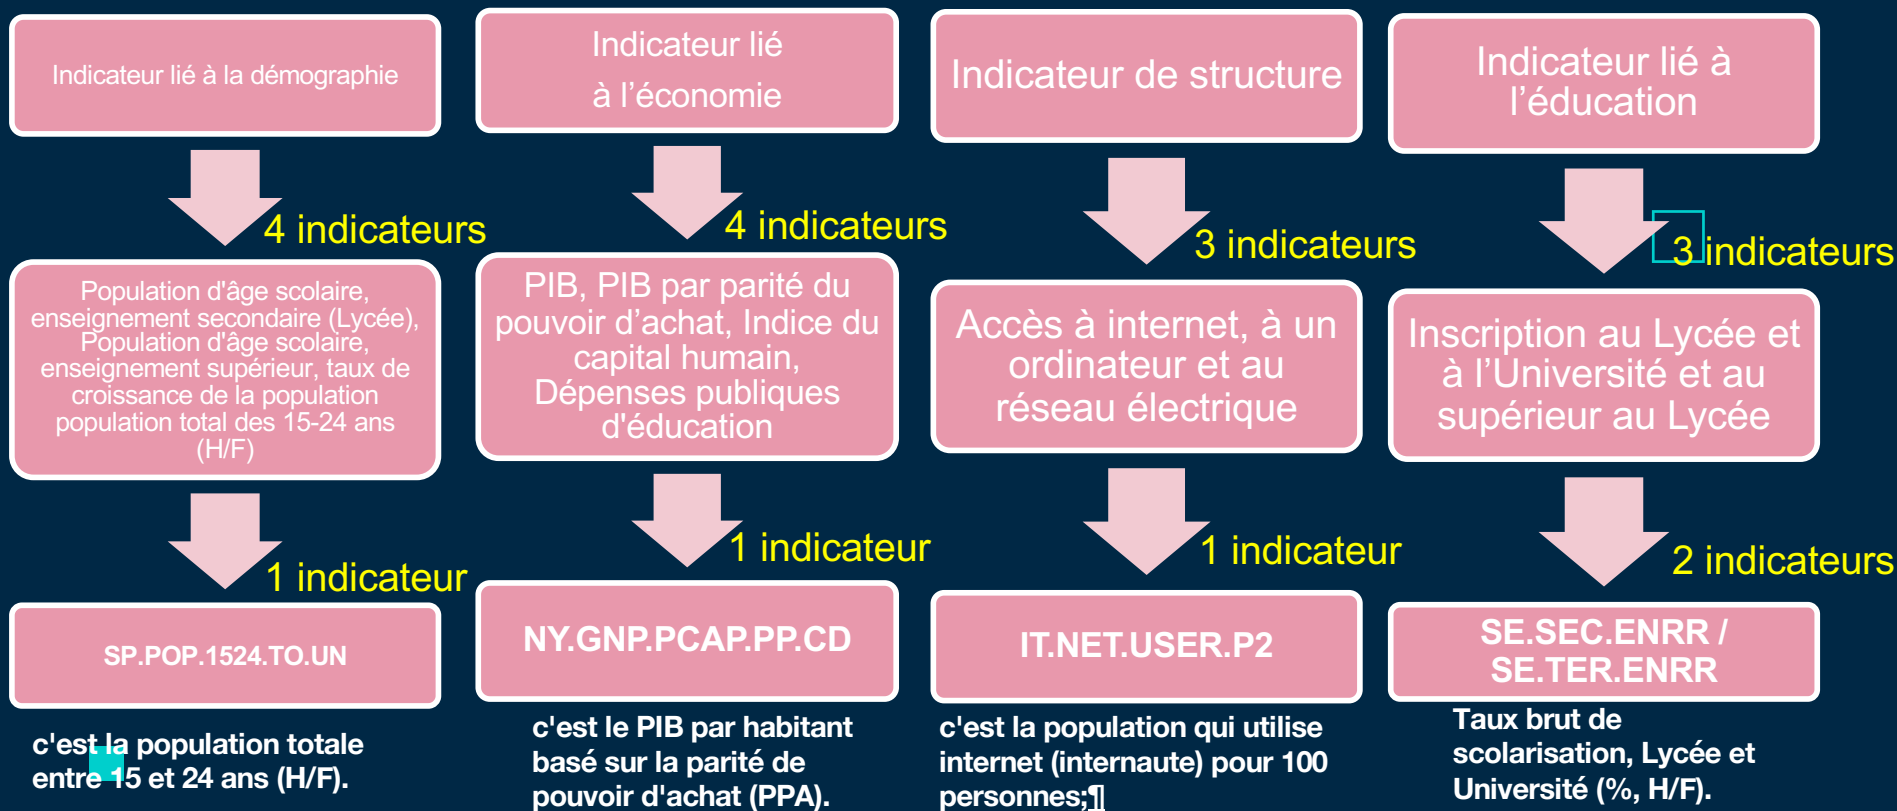 Indicateur lié à la démographie
4 indicateurs
Population d'âge scolaire,
enseignement secondaire (Lycée),
Population d'âge scolaire,
enseignement supérieur, taux de
croissance de la population
population total des 15-24 ans
(H/F)
1 indicateur
SP.POP.1524.TO.UN
c'est la population totale
entre 15 et 24 ans (H/F).
Indicateur lié
à l'économie
4 indicateurs
PIB, PIB par parité du
pouvoir d'achat, Indice du
capital humain,
Dépenses publiques
d'éducation
1 indicateur
NY.GNP.PCAP.PP.CD
c'est le PIB par habitant
basé sur la parité de
pouvoir d'achat (PPA).
Indicateur de structure
3 indicateurs
Accès à internet, à un
ordinateur et au
réseau électrique
1 indicateur
IT.NET.USER.P2
c'est la population qui utilise
internet (internaute) pour 100
personnes;¶
Indicateur lié à
l'éducation
3 indicateurs
Inscription au Lycée et
à l'Université et au
supérieur au Lycée
2 indicateurs
SE.SEC.ENRR /
SE.TER.ENRR
Taux brut de
scolarisation, Lycée et
Université (%, H/F).